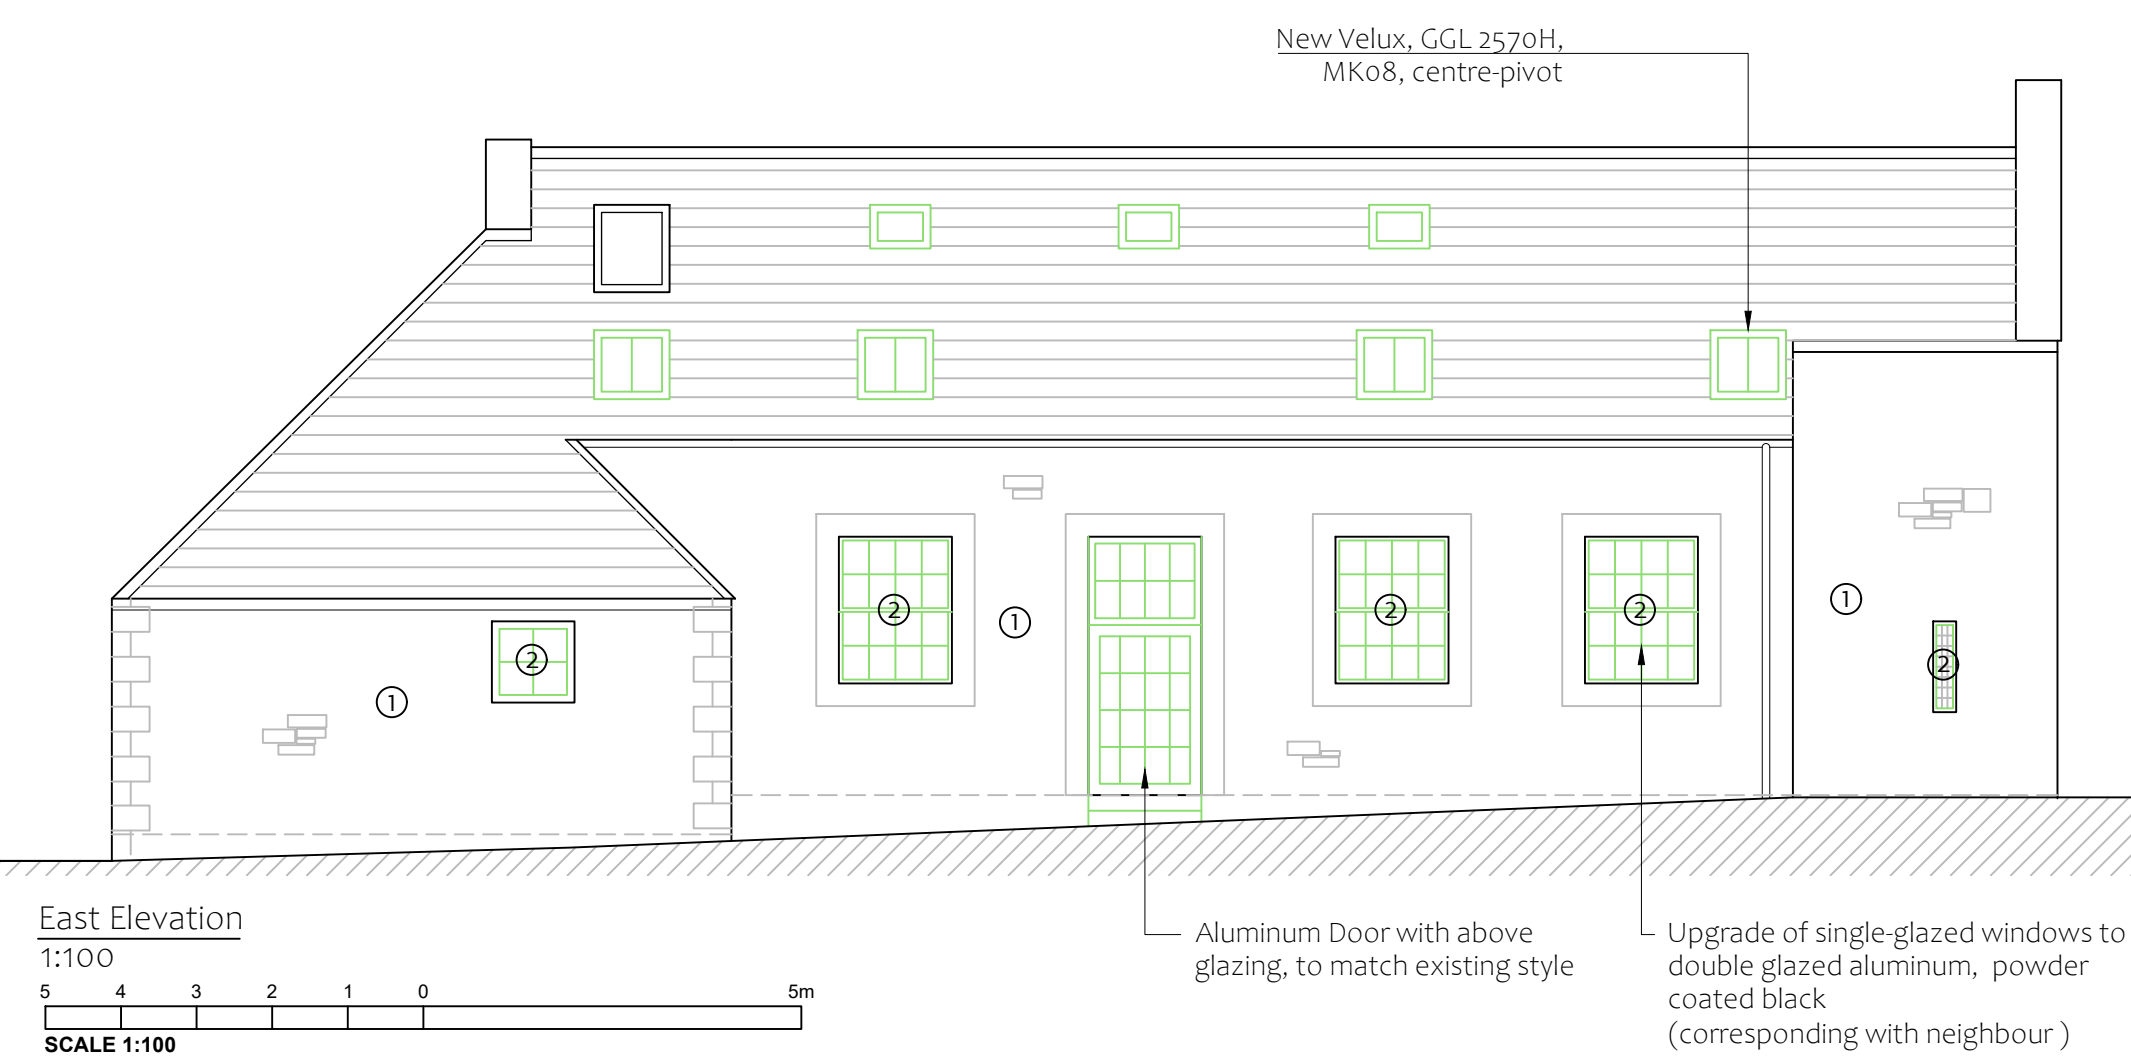 New Velux, GGL 2570H,
MK08, centre-pivot
2
1
2
2
1
2
1
2
East Elevation
1:100
5 4 3 2 1 0 5m
SCALE 1:100
Aluminum Door with above
glazing, to match existing style
Upgrade of single-glazed windows to
double glazed aluminum, powder
coated black
(corresponding with neighbour )